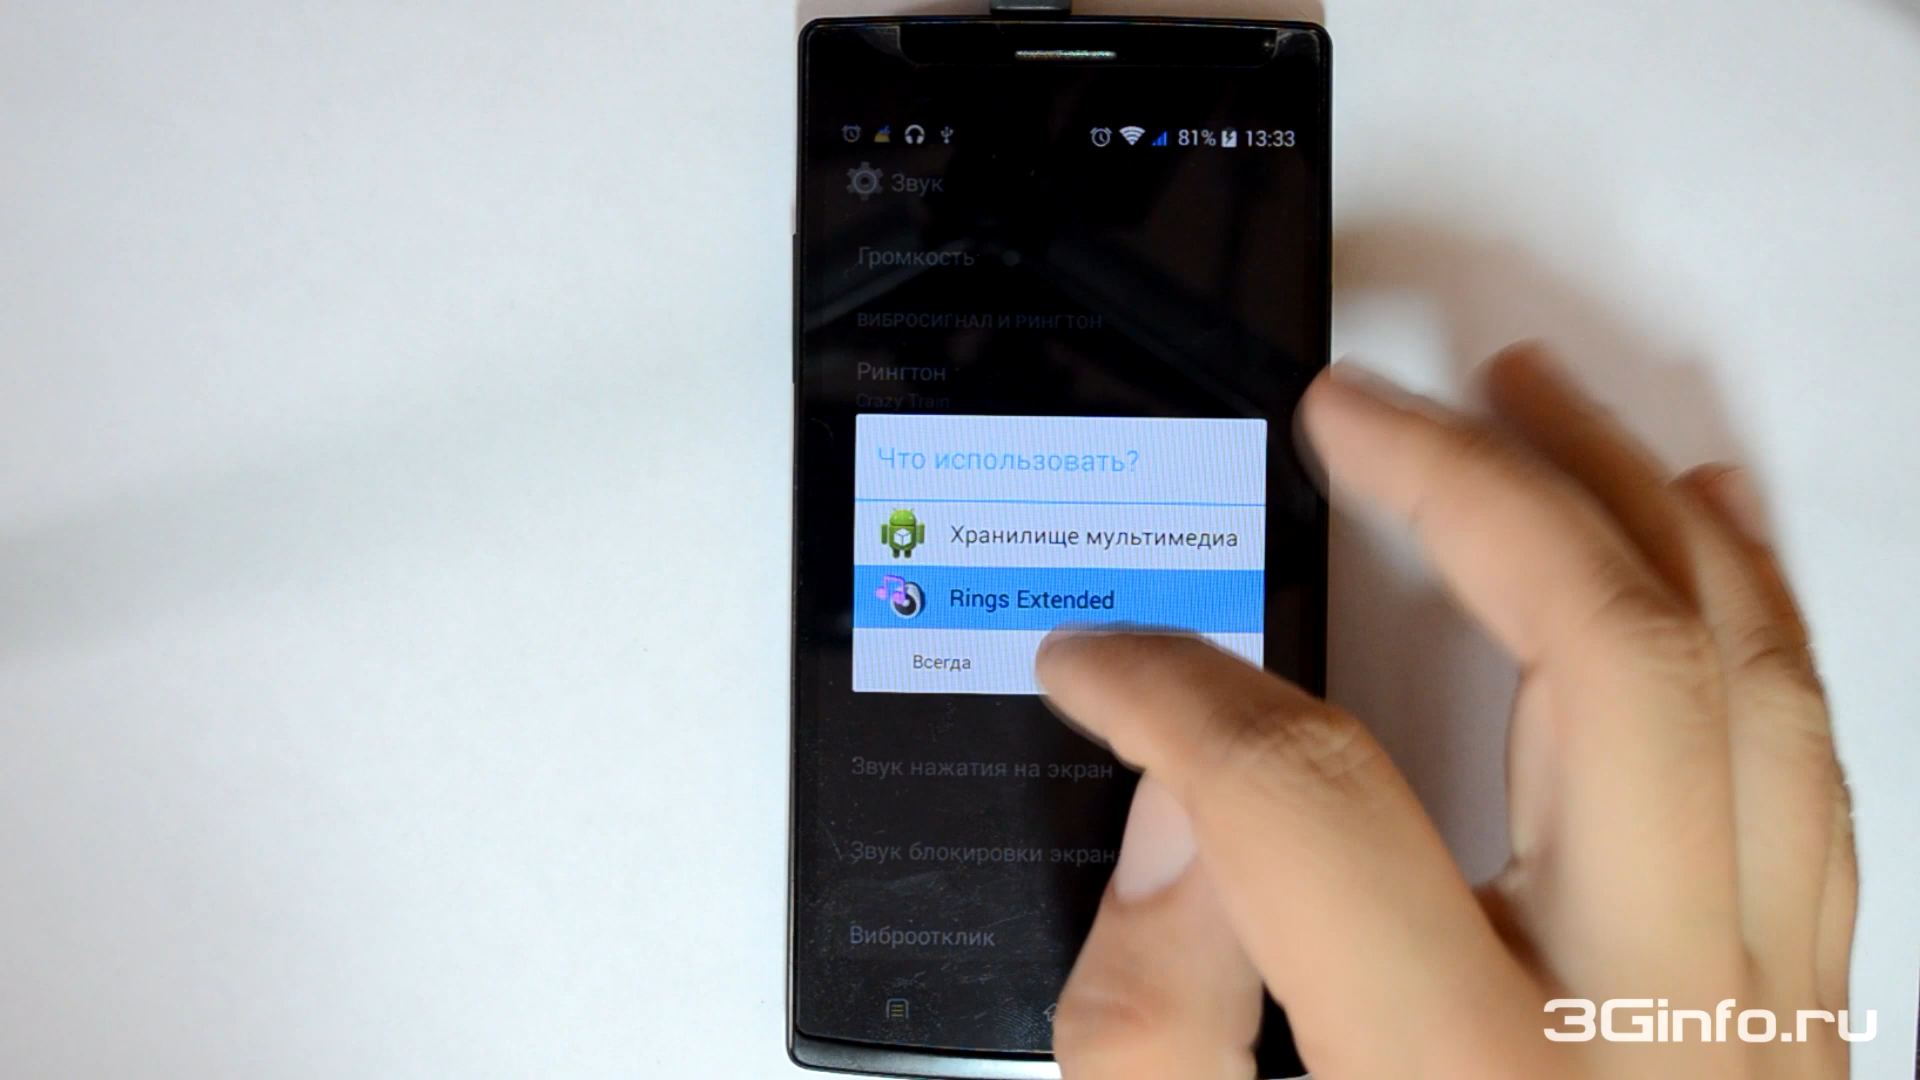 81% 13:33
Звук
Громкость
ВИБРОСИГНАЛ И РИНГТОН
Рингтон
Crazy Train
Что использовать?
Хранилище мультимедиа
Rings Extended
Всегда
Звук нажатия на экран
Звук блокировки экран
Виброотклик
3Ginfo.ru